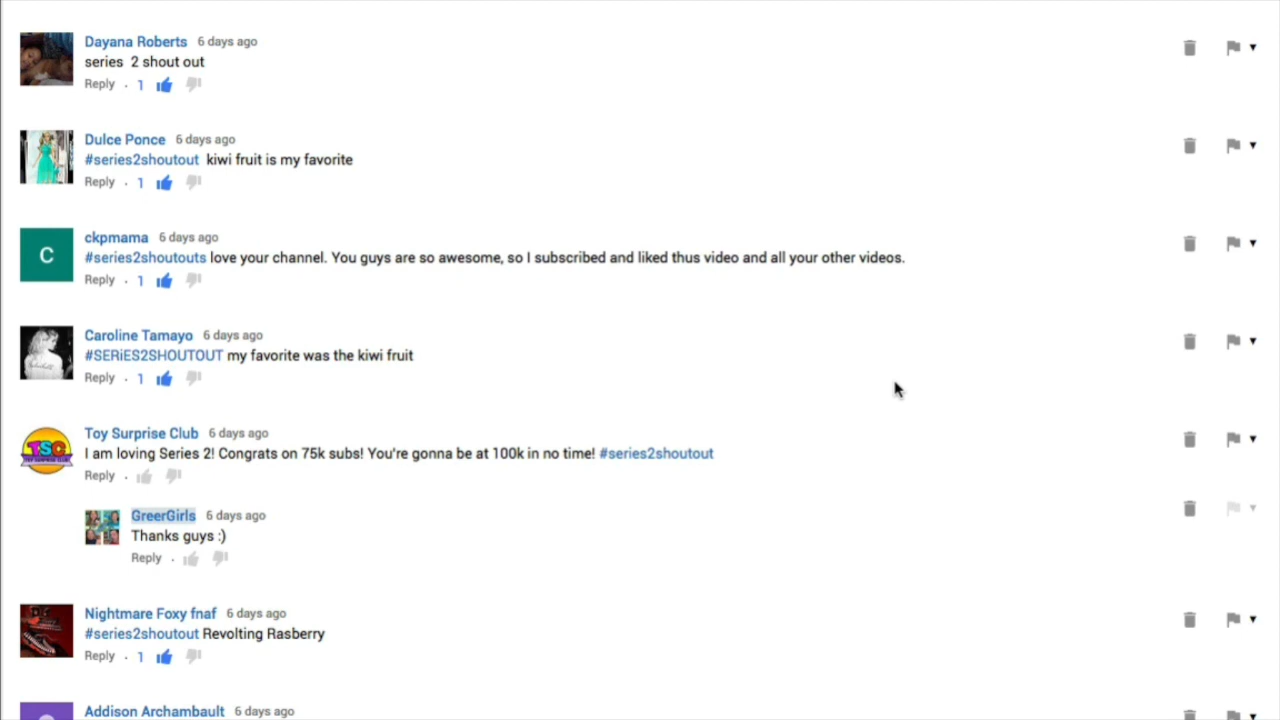 Dayana Roberts 6 days ago
series 2 shout out
Reply . 1
Dulce Ponce 6 days ago
#series2shoutout kiwi fruit is my favorite
Reply . 1
C
ckpmama 6 days ago
#series2shoutouts love your channel. You guys are so awesome, so I subscribed and liked thus video and all your other videos.
Reply . 1
Caroline Tamayo 6 days ago
#SERiES2SHOUTOUT my favorite was the kiwi fruit
Reply . 1
TSC
TOY SURPRISE CLUB
Toy Surprise Club 6 days ago
I am loving Series 2! Congrats on 75k subs! You're gonna be at 100k in no time! #series2shoutout
Reply .
GreerGirls 6 days ago
Thanks guys :)
Reply .
Nightmare Foxy fnaf 6 days ago
#series2shoutout Revolting Rasberry
Reply . 1
Addison Archambault 6 days ago